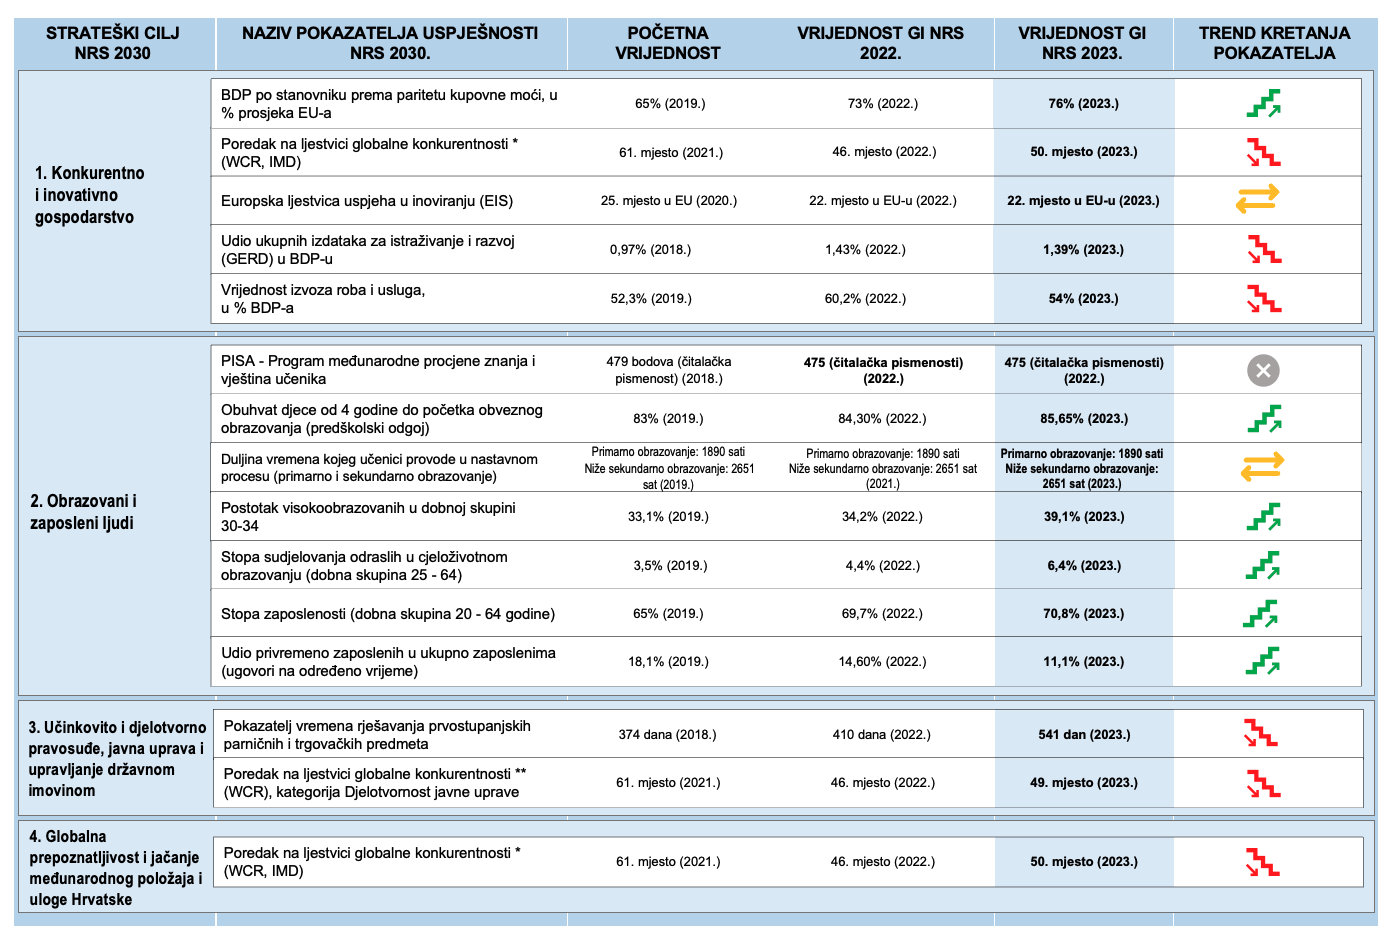 STRATEŠKI CILJ
NRS 2030
NAZIV POKAZATELJA USPJEŠNOSTI
NRS 2030.
POČETNA
VRIJEDNOST
VRIJEDNOST GI NRS
2022.
VRIJEDNOST GI
NRS 2023.
TREND KRETANJA
POKAZATELJA
1. Konkurentno
i inovativno
gospodarstvo
BDP po stanovniku prema paritetu kupovne moći, u
% prosjeka EU-a
65% (2019.)
73% (2022.)
76% (2023.)
Poredak na ljestvici globalne konkurentnosti *
(WCR, IMD)
61. mjesto (2021.)
46. mjesto (2022.)
50. mjesto (2023.)
Europska ljestvica uspjeha u inoviranju (EIS)
25. mjesto u EU (2020.)
22. mjesto u EU-u (2022.)
22. mjesto u EU-u (2023.)
Udio ukupnih izdataka za istraživanje i razvoj
(GERD) u BDP-u
0,97% (2018.)
1,43% (2022.)
1,39% (2023.)
Vrijednost izvoza roba i usluga,
u % BDP-a
52,3% (2019.)
60,2% (2022.)
54% (2023.)
2. Obrazovani i
zaposleni ljudi
PISA - Program međunarodne procjene znanja i
vještina učenika
479 bodova (čitalačka
pismenost) (2018.)
475 (čitalačka pismenosti)
(2022.)
475 (čitalačka pismenosti)
(2022.)
Obuhvat djece od 4 godine do početka obveznog
obrazovanja (predškolski odgoj)
83% (2019.)
84,30% (2022.)
85,65% (2023.)
Duljina vremena kojeg učenici provode u nastavnom
procesu (primarno i sekundarno obrazovanje)
Primarno obrazovanje: 1890 sati
Niže sekundarno obrazovanje: 2651
sat (2019.)
Primarno obrazovanje: 1890 sati
Niže sekundarno obrazovanje: 2651 sat
(2021.)
Primarno obrazovanje: 1890 sati
Niže sekundarno obrazovanje:
2651 sat (2023.)
Postotak visokoobrazovanih u dobnoj skupini
30-34
33,1% (2019.)
34,2% (2022.)
39,1% (2023.)
Stopa sudjelovanja odraslih u cjeloživotnom
obrazovanju (dobna skupina 25 - 64)
3,5% (2019.)
4,4% (2022.)
6,4% (2023.)
Stopa zaposlenosti (dobna skupina 20 - 64 godine)
65% (2019.)
69,7% (2022.)
70,8% (2023.)
Udio privremeno zaposlenih u ukupno zaposlenima
(ugovori na određeno vrijeme)
18,1% (2019.)
14,60% (2022.)
11,1% (2023.)
3. Učinkovito i djelotvorno
pravosuđe, javna uprava i
upravljanje državnom
imovinom
Pokazatelj vremena rješavanja prvostupanjskih
parničnih i trgovačkih predmeta
374 dana (2018.)
410 dana (2022.)
541 dan (2023.)
Poredak na ljestvici globalne konkurentnosti **
(WCR), kategorija Djelotvornost javne uprave
61. mjesto (2021.)
46. mjesto (2022.)
49. mjesto (2023.)
4. Globalna
prepoznatljivost i jačanje
međunarodnog položaja i
uloge Hrvatske
Poredak na ljestvici globalne konkurentnosti *
(WCR, IMD)
61. mjesto (2021.)
46. mjesto (2022.)
50. mjesto (2023.)